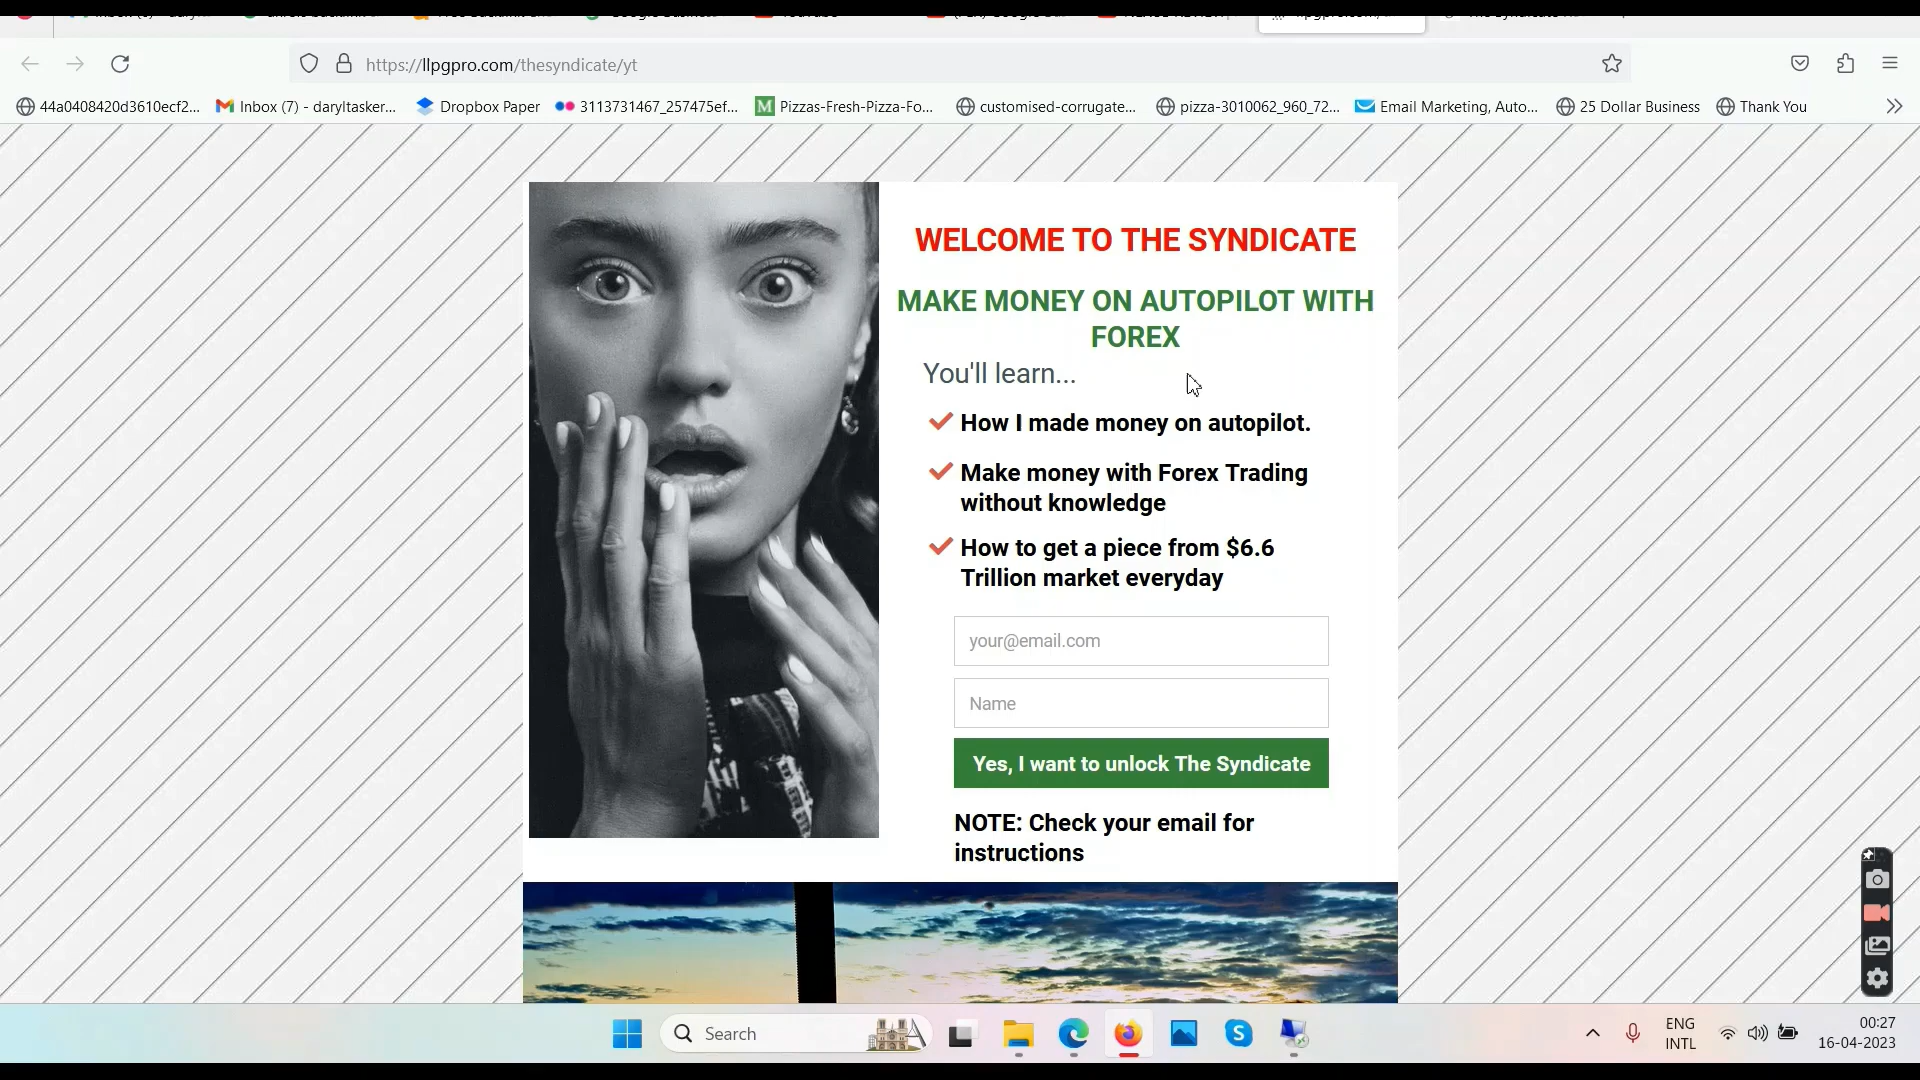 https://llpgpro.com/thesyndicate/yt
44a0408420d3610ecf2...
Inbox (7) - daryltasker...
Dropbox Paper
3113731467_257475ef...
Pizzas-Fresh-Pizza-Fo...
customised-corrugate...
pizza-3010062_960_72...
Email Marketing, Auto...
25 Dollar Business
Thank You
WELCOME TO THE SYNDICATE
MAKE MONEY ON AUTOPILOT WITH
FOREX
You'll learn...
How I made money on autopilot.
Make money with Forex Trading
without knowledge
How to get a piece from $6.6
Trillion market everyday
your@email.com
Name
Yes, I want to unlock The Syndicate
NOTE: Check your email for
instructions
Search
ENG
INTL
00:27
16-04-2023